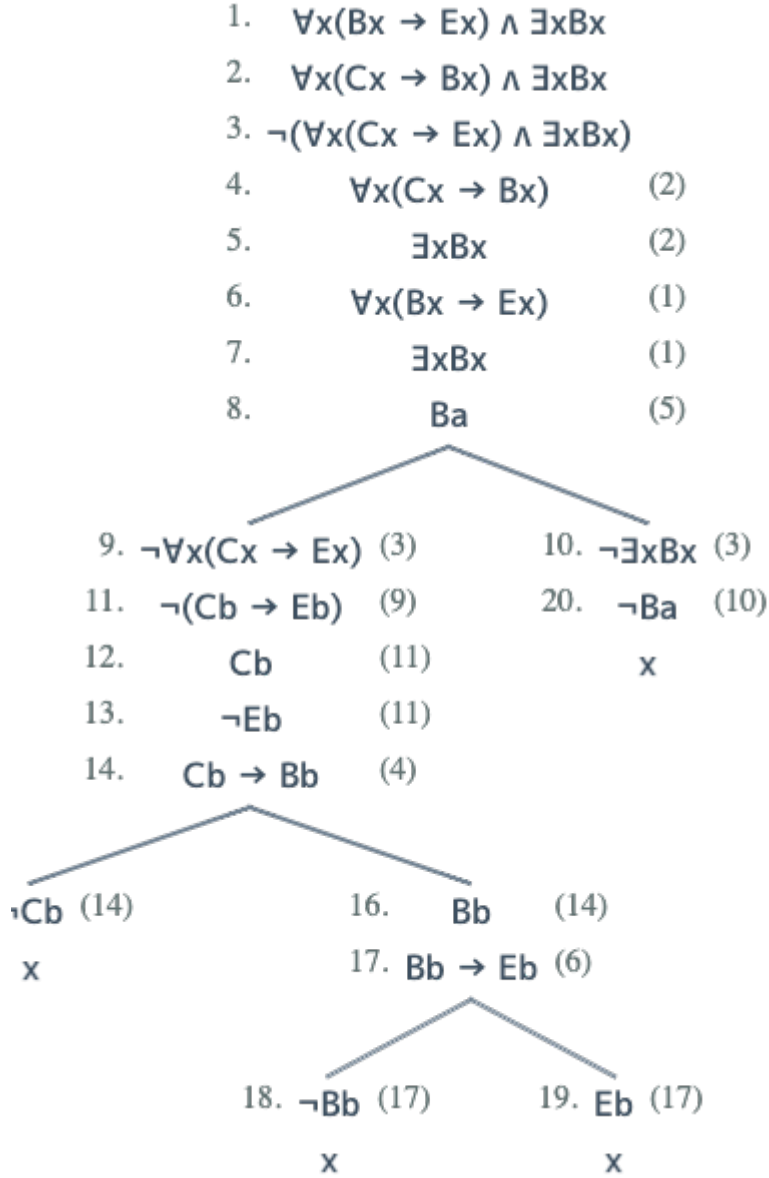 1. ∀x(Bx → Ex) ∧ ∃xBx
2. ∀x(Cx → Bx) ∧ ∃xBx
3. ¬(∀x(Cx → Ex) ∧ ∃xBx)
4. ∀x(Cx → Bx) (2)
5. ∃xBx (2)
6. ∀x(Bx → Ex) (1)
7. ∃xBx (1)
8. Ba (5)
9. ¬∀x(Cx → Ex) (3) 10. ¬∃xBx (3)
11. ¬(Cb → Eb) (9) 20. ¬Ba (10)
12. Cb (11) x
13. ¬Eb (11)
14. Cb → Bb (4)
¬Cb (14) 16. Bb (14)
x 17. Bb → Eb (6)
18. ¬Bb (17) 19. Eb (17)
x x